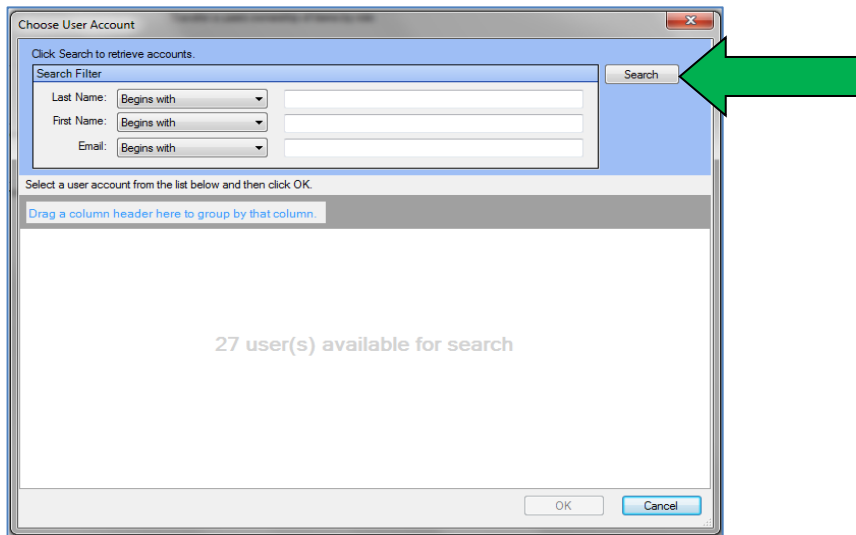 Choose User Account
Click Search to retrieve accounts.
Search Filter
Search
Last Name: Begins with
First Name: Begins with
Email: Begins with
Select a user account from the list below and then click OK.
Drag a column header here to group by that column.
27 user(s) available for search
OK Cancel